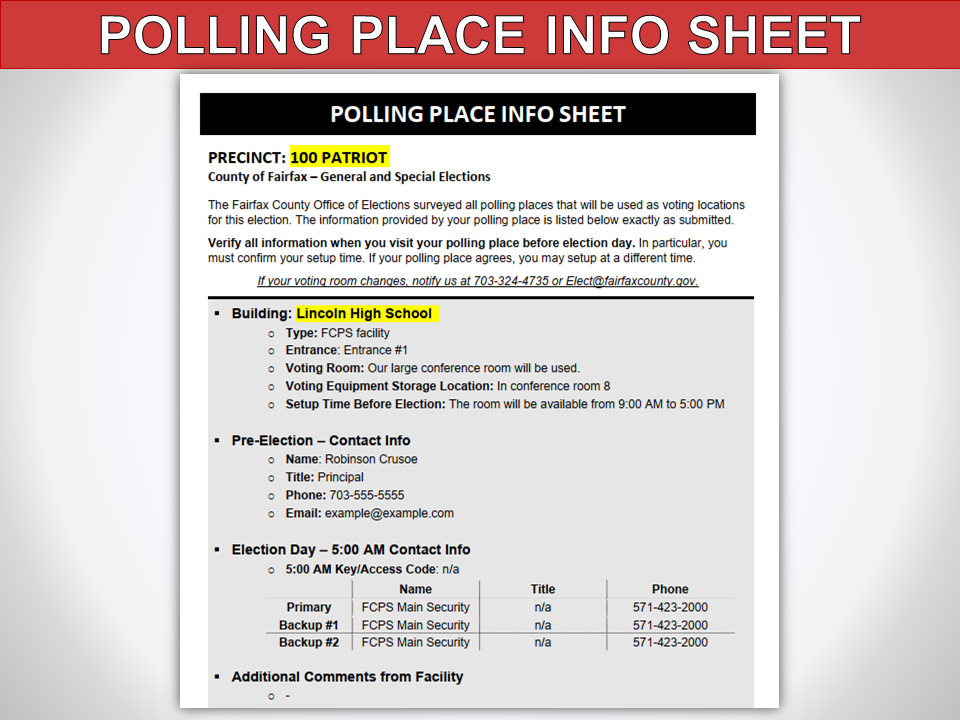 POLLING PLACE INFO SHEET
POLLING PLACE INFO SHEET
PRECINCT: 100 PATRIOT
County of Fairfax – General and Special Elections
The Fairfax County Office of Elections surveyed all polling places that will be used as voting locations
for this election. The information provided by your polling place is listed below exactly as submitted.
Verify all information when you visit your polling place before election day. In particular, you
must confirm your setup time. If your polling place agrees, you may setup at a different time.
If your voting room changes, notify us at 703-324-4735 or Elect@fairfaxcounty.gov.
▪ Building: Lincoln High School
o Type: FCPS facility
o Entrance: Entrance #1
o Voting Room: Our large conference room will be used.
o Voting Equipment Storage Location: In conference room 8
o Setup Time Before Election: The room will be available from 9:00 AM to 5:00 PM
▪ Pre-Election – Contact Info
o Name: Robinson Crusoe
o Title: Principal
o Phone: 703-555-5555
o Email: example@example.com
▪ Election Day – 5:00 AM Contact Info
o 5:00 AM Key/Access Code: n/a
Name Title Phone
Primary FCPS Main Security n/a 571-423-2000
Backup #1 FCPS Main Security n/a 571-423-2000
Backup #2 FCPS Main Security n/a 571-423-2000
▪ Additional Comments from Facility
o -